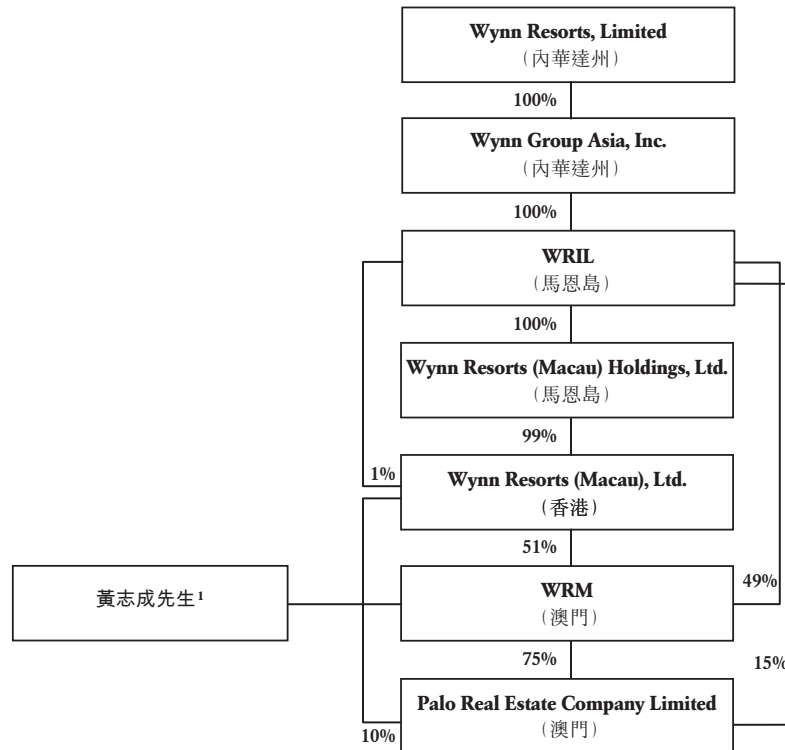 Wynn Resorts, Limited
(內華達州)
100%
Wynn Group Asia, Inc.
(內華達州)
100%
WRIL
(馬恩島)
100%
Wynn Resorts (Macau) Holdings, Ltd.
(馬恩島)
99%
1%
Wynn Resorts (Macau), Ltd.
(香港)
51%
黃志成先生¹
WRM
(澳門)
49%
75%
15%
Palo Real Estate Company Limited
(澳門)
10%